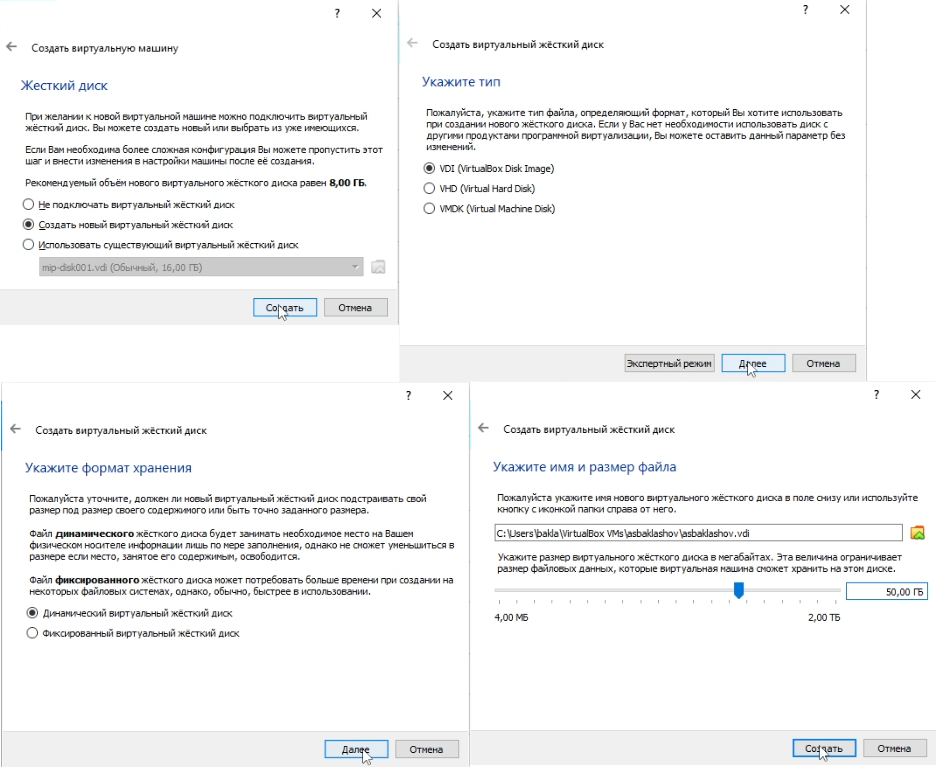 Создать виртуальную машину
Жесткий диск
При желании к новой виртуальной машине можно подключить виртуальный
жёсткий диск. Вы можете создать новый или выбрать из уже имеющихся.
Если Вам необходима более сложная конфигурация Вы можете пропустить этот
шаг и внести изменения в настройки машины после её создания.
Рекомендуемый объём нового виртуального жёсткого диска равен 8,00 ГБ.
Не подключать виртуальный жёсткий диск
Создать новый виртуальный жёсткий диск
Использовать существующий виртуальный жёсткий диск
mip-disk001.vdi (Обычный, 16,00 ГБ)
Создать
Отмена
Создать виртуальный жёсткий диск
Укажите тип
Пожалуйста, укажите тип файла, определяющий формат, который Вы хотите использовать
при создании нового жёсткого диска. Если у Вас нет необходимости использовать диск с
другими продуктами программной виртуализации, Вы можете оставить данный параметр без
изменений.
VDI (VirtualBox Disk Image)
VHD (Virtual Hard Disk)
VMDK (Virtual Machine Disk)
Экспертный режим
Далее
Отмена
Создать виртуальный жёсткий диск
Укажите формат хранения
Пожалуйста уточните, должен ли новый виртуальный жёсткий диск подстраивать свой
размер под размер своего содержимого или быть точно заданного размера.
Файл динамического жёсткого диска будет занимать необходимое место на Вашем
физическом носителе информации лишь по мере заполнения, однако не сможет уменьшиться в
размере если место, занятое его содержимым, освободится.
Файл фиксированного жёсткого диска может потребовать больше времени при создании на
некоторых файловых системах, однако, обычно, быстрее в использовании.
Динамический виртуальный жёсткий диск
Фиксированный виртуальный жёсткий диск
Далее
Отмена
Создать виртуальный жёсткий диск
Укажите имя и размер файла
Пожалуйста укажите имя нового виртуального жёсткого диска в поле снизу или используйте
кнопку с иконкой папки справа от него.
C:\Users\bakla\VirtualBox VMs\asbaklashov\asbaklashov.vdi
Укажите размер виртуального жёсткого диска в мегабайтах. Эта величина ограничивает
размер файловых данных, которые виртуальная машина сможет хранить на этом диске.
50,00 ГБ
4,00 МБ
2,00 ТБ
Создать
Отмена